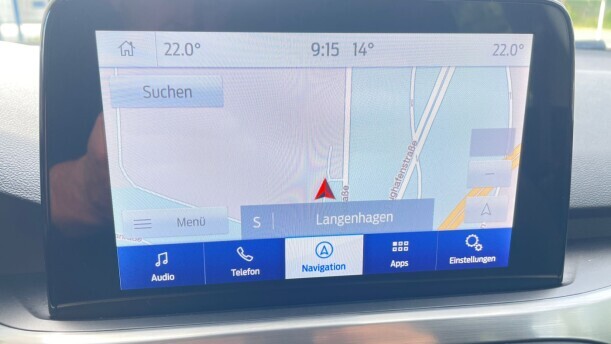 22.0° 9:15 14° 22.0°
Suchen
Menü
S Langenhagen
Audio Telefon Navigation Apps Einstellungen